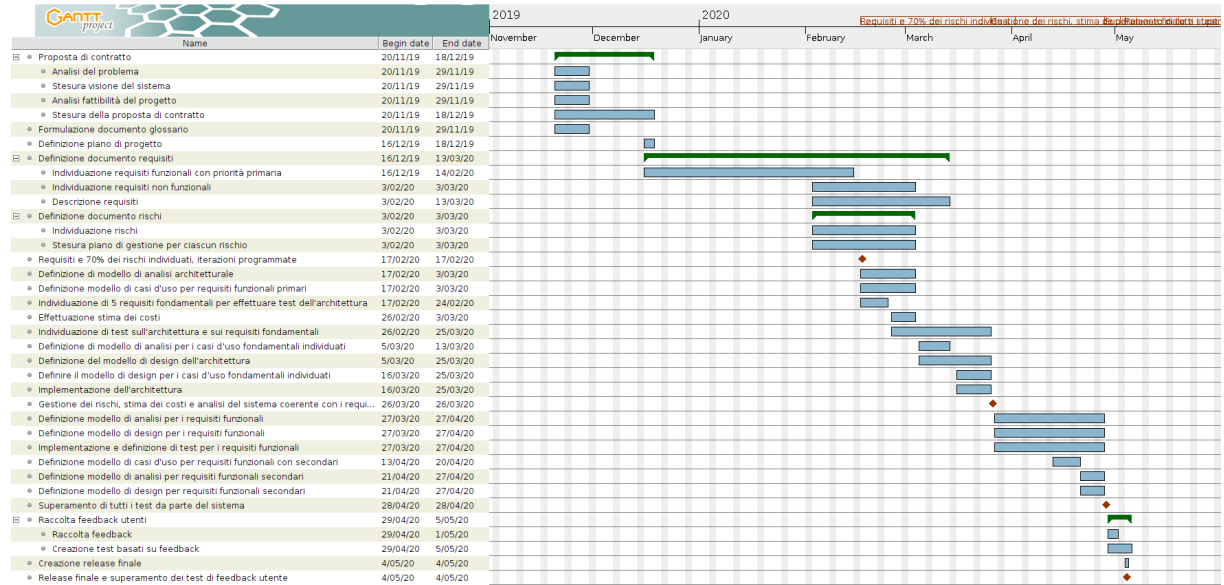 GANTT project
2019 2020
Requisiti e 70% dei rischi
dei rischi, stima
Name Begin date End date November December January February March April May
Proposta di contratto 20/11/19 18/12/19
Analisi del problema 20/11/19 29/11/19
Stesura visione del sistema 20/11/19 29/11/19
Analisi fattibilità del progetto 20/11/19 29/11/19
Stesura della proposta di contratto 20/11/19 18/12/19
Formulazione documento glossario 20/11/19 29/11/19
Definizione piano di progetto 16/12/19 18/12/19
Definizione documento requisiti 16/12/19 13/03/20
Individuazione requisiti funzionali con priorità primaria 16/12/19 14/02/20
Individuazione requisiti non funzionali 3/02/20 3/03/20
Descrizione requisiti 3/02/20 13/03/20
Definizione documento rischi 3/02/20 3/03/20
Individuazione rischi 3/02/20 3/03/20
Stesura piano di gestione per ciascun rischio 3/02/20 3/03/20
Requisiti e 70% dei rischi individuati, iterazioni programmate 17/02/20 17/02/20
Definizione di modello di analisi architetturale 17/02/20 3/03/20
Definizione modello di casi d'uso per requisiti funzionali primari 17/02/20 3/03/20
Individuazione di 5 requisiti fondamentali per effettuare test dell'architettura 17/02/20 24/02/20
Effettuazione stima dei costi 26/02/20 3/03/20
Individuazione di test sull'architettura e sui requisiti fondamentali 26/02/20 25/03/20
Definizione di modello di analisi per i casi d'uso fondamentali individuati 5/03/20 13/03/20
Definizione del modello di design dell'architettura 5/03/20 25/03/20
Definire il modello di design per i casi d'uso fondamentali individuati 16/03/20 25/03/20
Implementazione dell'architettura 16/03/20 25/03/20
Gestione dei rischi, stima dei costi e analisi del sistema coerente con i requi... 26/03/20 26/03/20
Definizione modello di analisi per i requisiti funzionali 27/03/20 27/04/20
Definizione modello di design per i requisiti funzionali 27/03/20 27/04/20
Implementazione e definizione di test per i requisiti funzionali 27/03/20 27/04/20
Definizione modello di casi d'uso per requisiti funzionali con secondari 13/04/20 20/04/20
Definizione modello di analisi per requisiti funzionali secondari 21/04/20 27/04/20
Definizione modello di design per requisiti funzionali secondari 21/04/20 27/04/20
Superamento di tutti i test da parte del sistema 28/04/20 28/04/20
Raccolta feedback utenti 29/04/20 5/05/20
Raccolta feedback 29/04/20 1/05/20
Creazione test basati su feedback 29/04/20 5/05/20
Creazione release finale 4/05/20 4/05/20
Release finale e superamento dei test di feedback utente 4/05/20 4/05/20